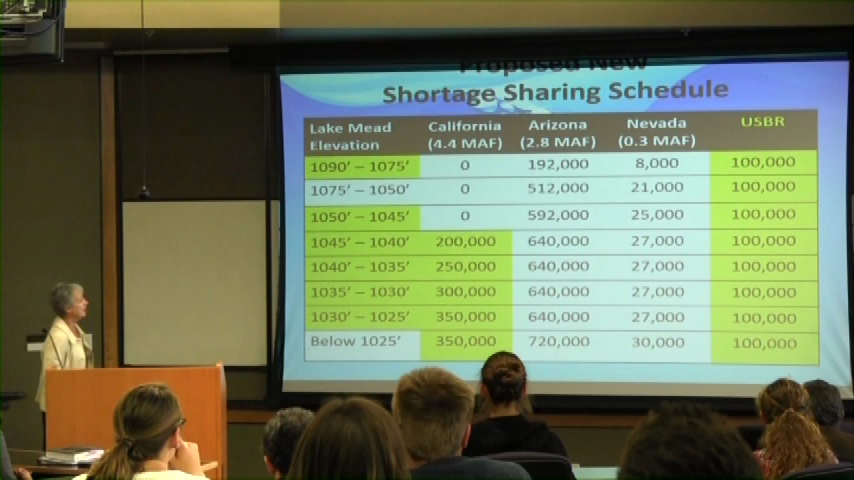 Proposed New
Shortage Sharing Schedule
Lake Mead Elevation California (4.4 MAF) Arizona (2.8 MAF) Nevada (0.3 MAF) USBR
1090' – 1075' 0 192,000 8,000 100,000
1075' – 1050' 0 512,000 21,000 100,000
1050' – 1045' 0 592,000 25,000 100,000
1045' – 1040' 200,000 640,000 27,000 100,000
1040' – 1035' 250,000 640,000 27,000 100,000
1035' – 1030' 300,000 640,000 27,000 100,000
1030' – 1025' 350,000 640,000 27,000 100,000
Below 1025' 350,000 720,000 30,000 100,000